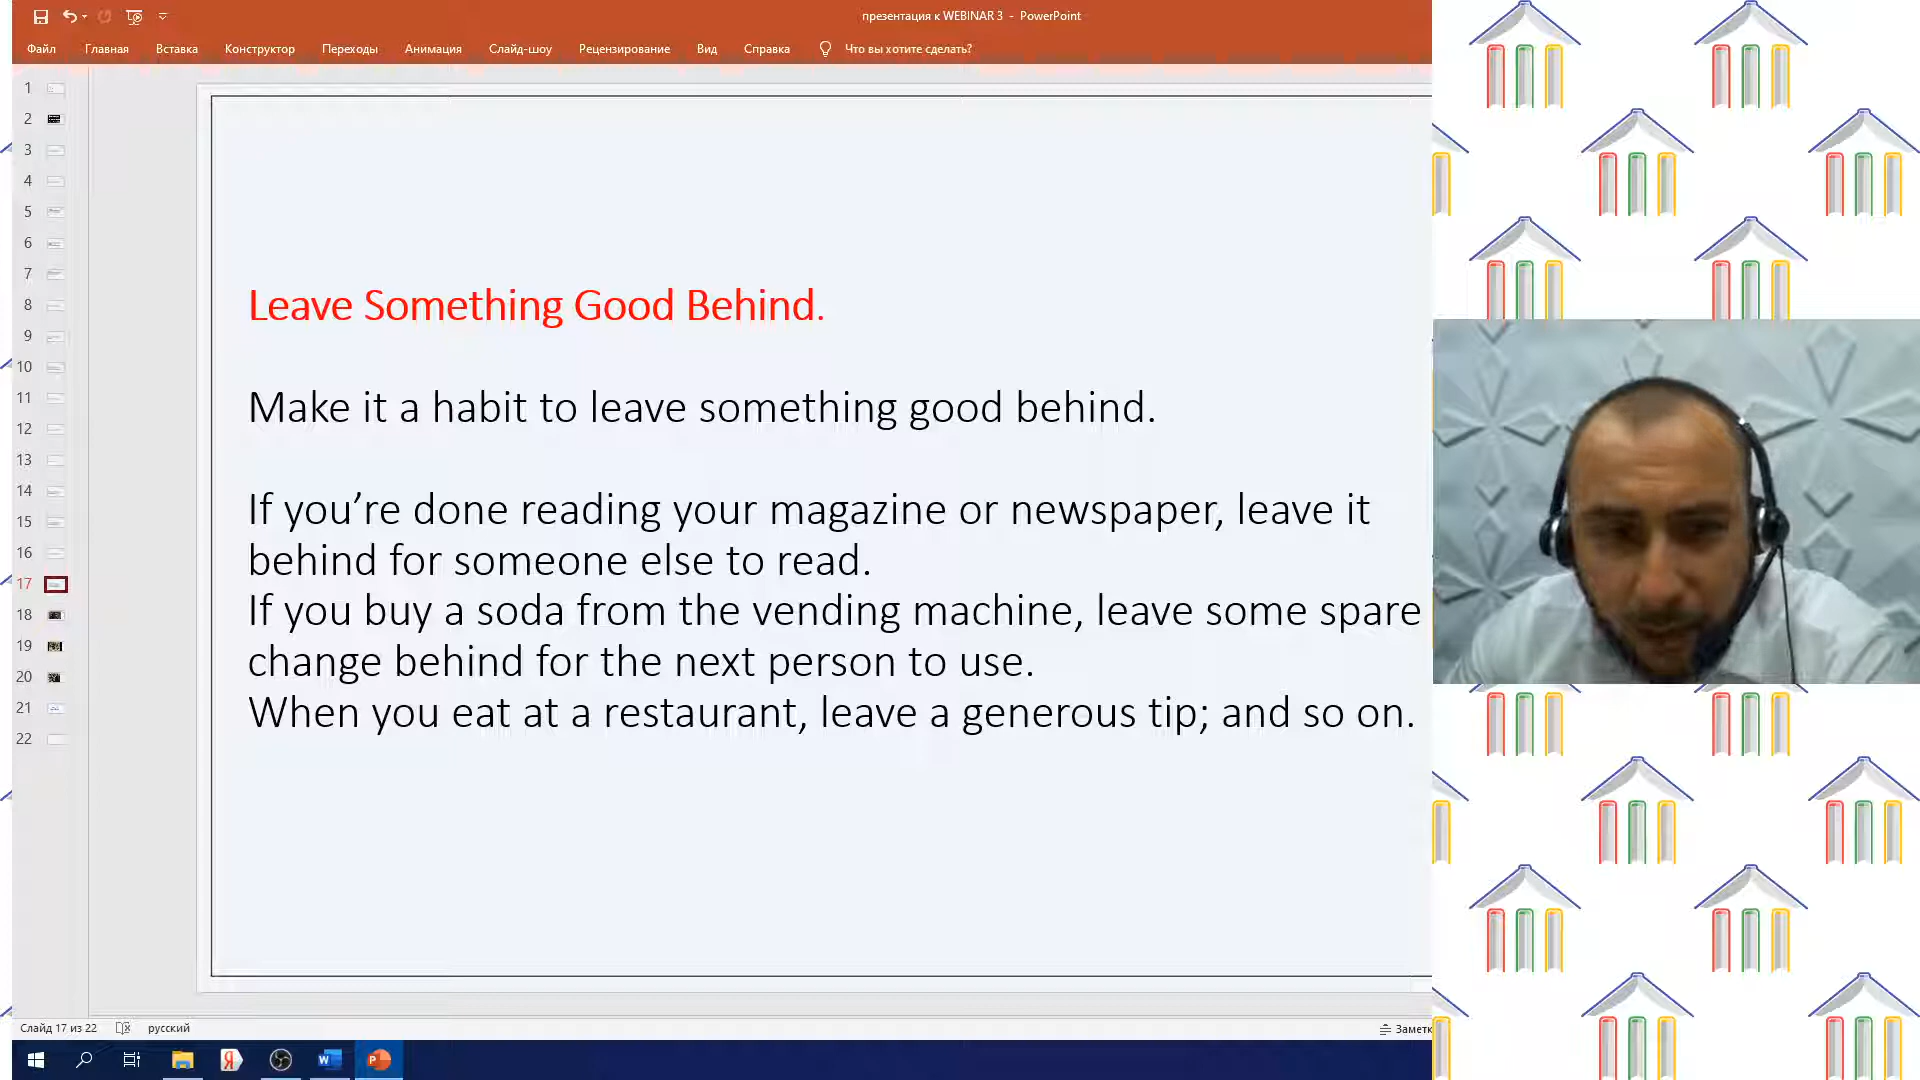 презентация к WEBINAR 3 - PowerPoint
Файл Главная Вставка Конструктор Переходы Анимация Слайд-шоу Рецензирование Вид Справка Что вы хотите сделать?
1
2
3
4
5
6
7
8
9
10
11
12
13
14
15
16
17
18
19
20
21
22
Leave Something Good Behind.
Make it a habit to leave something good behind.
If you’re done reading your magazine or newspaper, leave it
behind for someone else to read.
If you buy a soda from the vending machine, leave some spare
change behind for the next person to use.
When you eat at a restaurant, leave a generous tip; and so on.
Слайд 17 из 22 русский Заметк